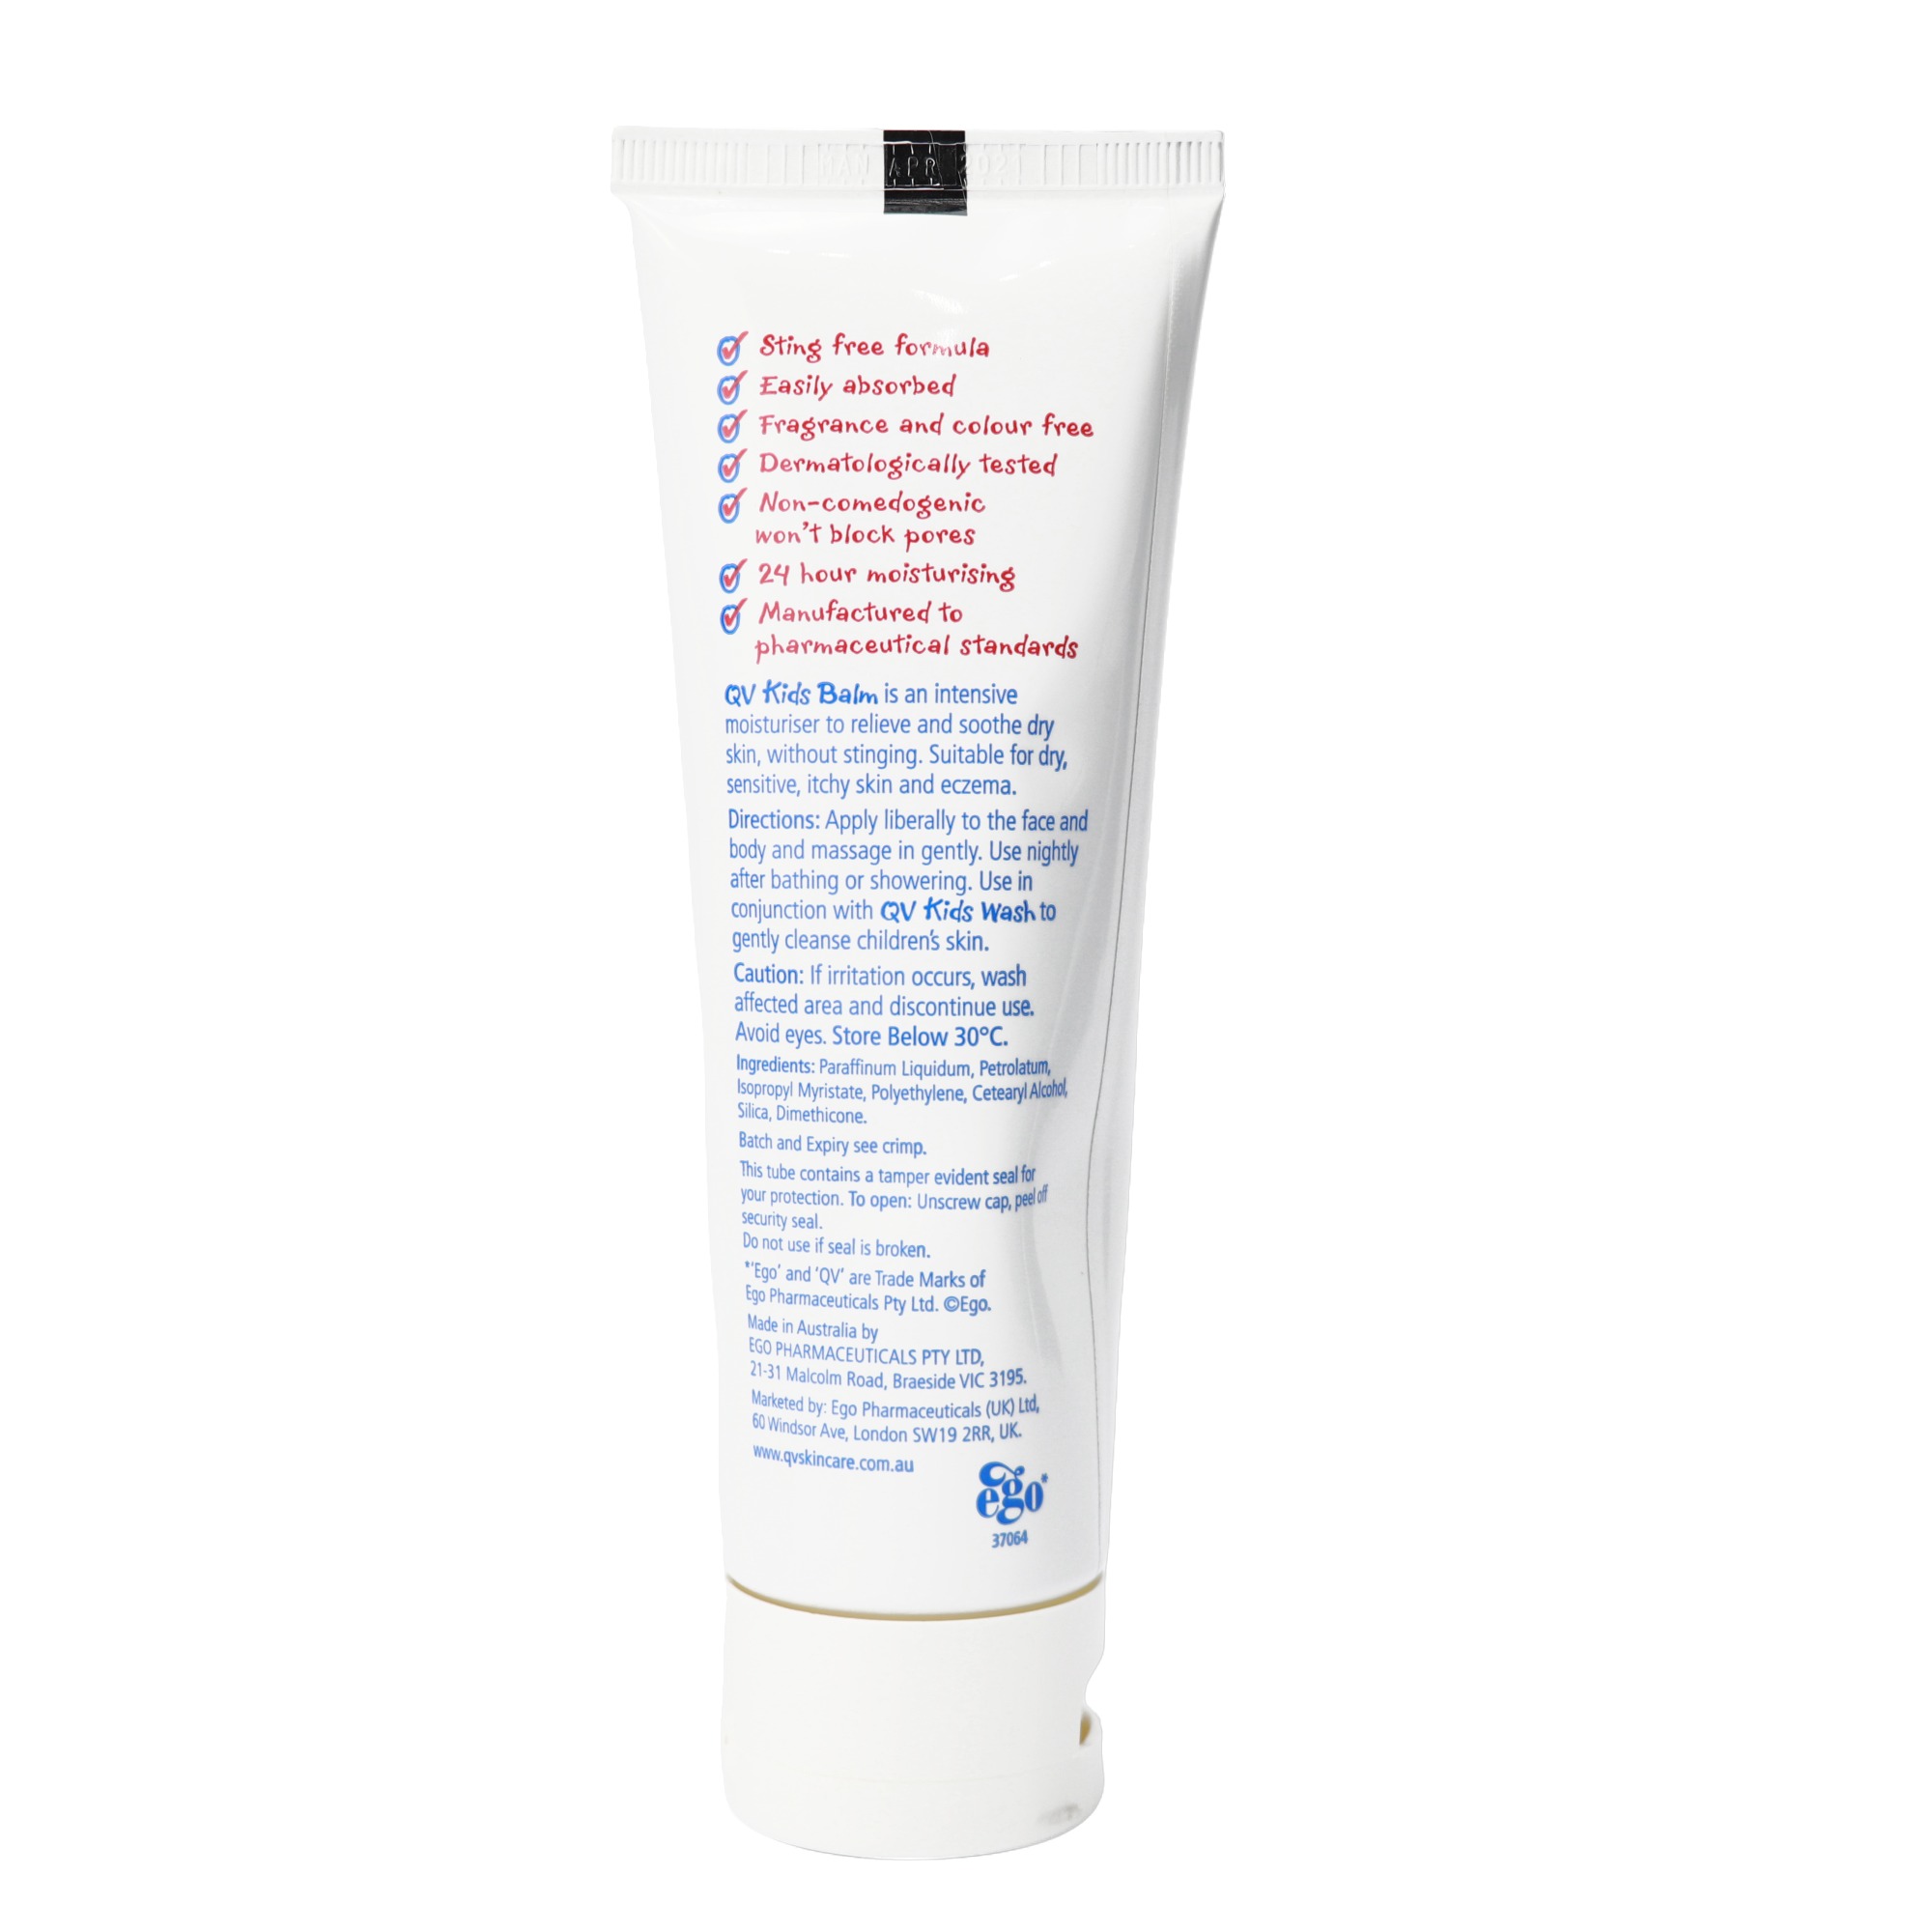 MAN APR 2021
Sting free formula
Easily absorbed
Fragrance and colour free
Dermatologically tested
Non-comedogenic
won't block pores
24 hour moisturising
Manufactured to
pharmaceutical standards
QV Kids Balm is an intensive
moisturiser to relieve and soothe dry
skin, without stinging. Suitable for dry,
sensitive, itchy skin and eczema.
Directions: Apply liberally to the face and
body and massage in gently. Use nightly
after bathing or showering. Use in
conjunction with QV Kids Wash to
gently cleanse children's skin.
Caution: If irritation occurs, wash
affected area and discontinue use.
Avoid eyes. Store Below 30°C.
Ingredients: Paraffinum Liquidum, Petrolatum,
Isopropyl Myristate, Polyethylene, Cetearyl Alcohol,
Silica, Dimethicone.
Batch and Expiry see crimp.
This tube contains a tamper evident seal for
your protection. To open: Unscrew cap, peel off
security seal.
Do not use if seal is broken.
*'Ego' and 'QV' are Trade Marks of
Ego Pharmaceuticals Pty Ltd. ©Ego.
Made in Australia by
EGO PHARMACEUTICALS PTY LTD,
21-31 Malcolm Road, Braeside VIC 3195.
Marketed by: Ego Pharmaceuticals (UK) Ltd,
60 Windsor Ave, London SW19 2RR, UK.
www.qvskincare.com.au
ego*
37064